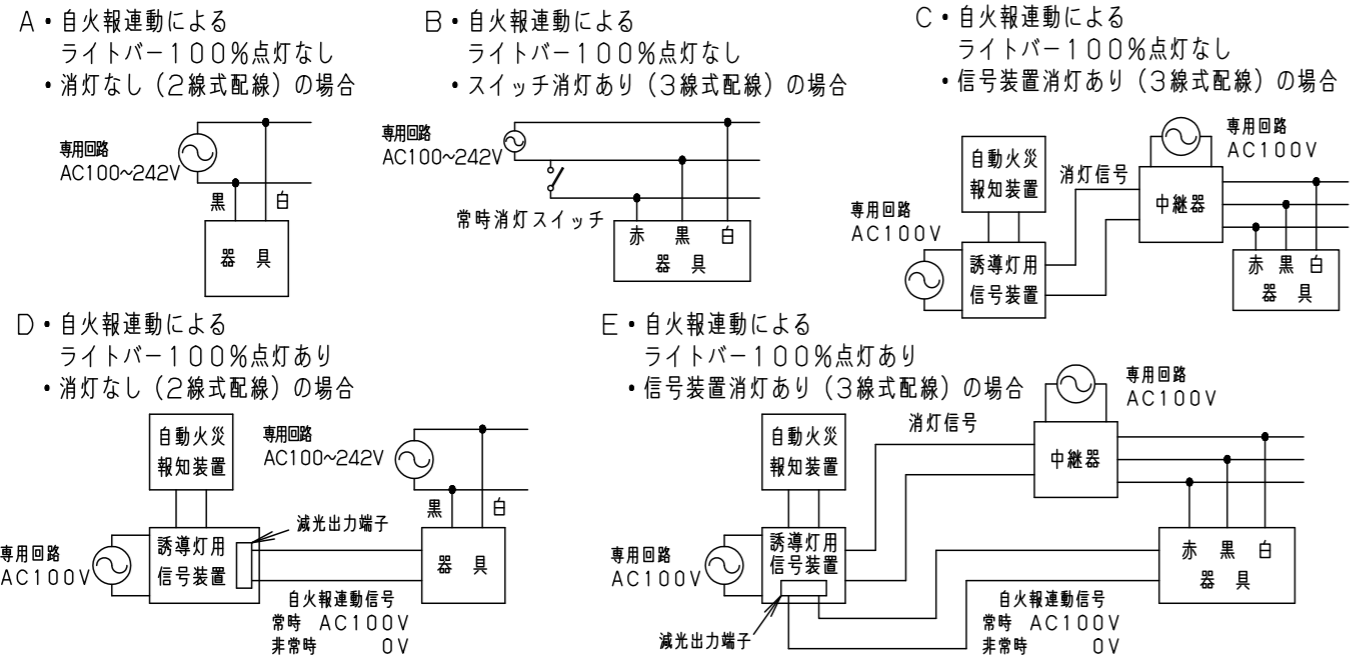 A・自火報連動による
ライトバー100%点灯なし
・消灯なし(2線式配線)の場合
専用回路
AC100~242V
黒 白
器 具
B・自火報連動による
ライトバー100%点灯なし
・スイッチ消灯あり(3線式配線)の場合
専用回路
AC100~242V
常時消灯スイッチ
赤 黒 白
器 具
C・自火報連動による
ライトバー100%点灯なし
・信号装置消灯あり(3線式配線)の場合
専用回路
AC100V
自動火災
報知装置
消灯信号
中継器
専用回路
AC100V
誘導灯用
信号装置
赤 黒 白
器 具
D・自火報連動による
ライトバー100%点灯あり
・消灯なし(2線式配線)の場合
自動火災
報知装置
専用回路
AC100~242V
黒 白
減光出力端子
専用回路
AC100V
誘導灯用
信号装置
器 具
自火報連動信号
常時 AC100V
非常時 0V
E・自火報連動による
ライトバー100%点灯あり
・信号装置消灯あり(3線式配線)の場合
専用回路
AC100V
消灯信号
自動火災
報知装置
中継器
専用回路
AC100V
誘導灯用
信号装置
赤 黒 白
器 具
減光出力端子
自火報連動信号
常時 AC100V
非常時 0V